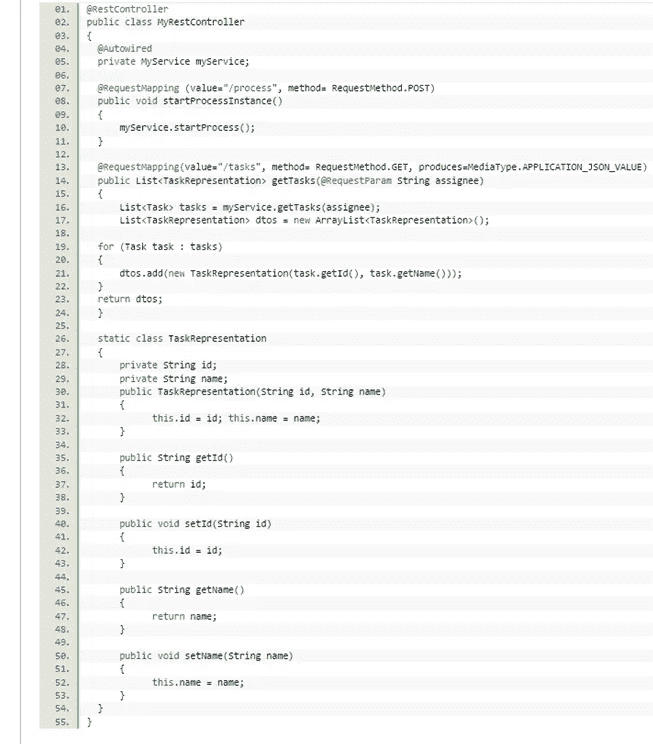 01. @RestController
02. public class MyRestController
03. {
04. @Autowired
05. private MyService myService;
06.
07. @RequestMapping (value="/process", method= RequestMethod.POST)
08. public void startProcessInstance()
09. {
10. myService.startProcess();
11. }
12.
13. @RequestMapping(value="/tasks", method= RequestMethod.GET, produces=MediaType.APPLICATION_JSON_VALUE)
14. public List<TaskRepresentation> getTasks(@RequestParam String assignee)
15. {
16. List<Task> tasks = myService.getTasks(assignee);
17. List<TaskRepresentation> dtos = new ArrayList<TaskRepresentation>();
18.
19. for (Task task : tasks)
20. {
21. dtos.add(new TaskRepresentation(task.getId(), task.getName()));
22. }
23. return dtos;
24. }
25.
26. static class TaskRepresentation
27. {
28. private String id;
29. private String name;
30. public TaskRepresentation(String id, String name)
31. {
32. this.id = id; this.name = name;
33. }
34.
35. public String getId()
36. {
37. return id;
38. }
39.
40. public void setId(String id)
41. {
42. this.id = id;
43. }
44.
45. public String getName()
46. {
47. return name;
48. }
49.
50. public void setName(String name)
51. {
52. this.name = name;
53. }
54. }
55. }